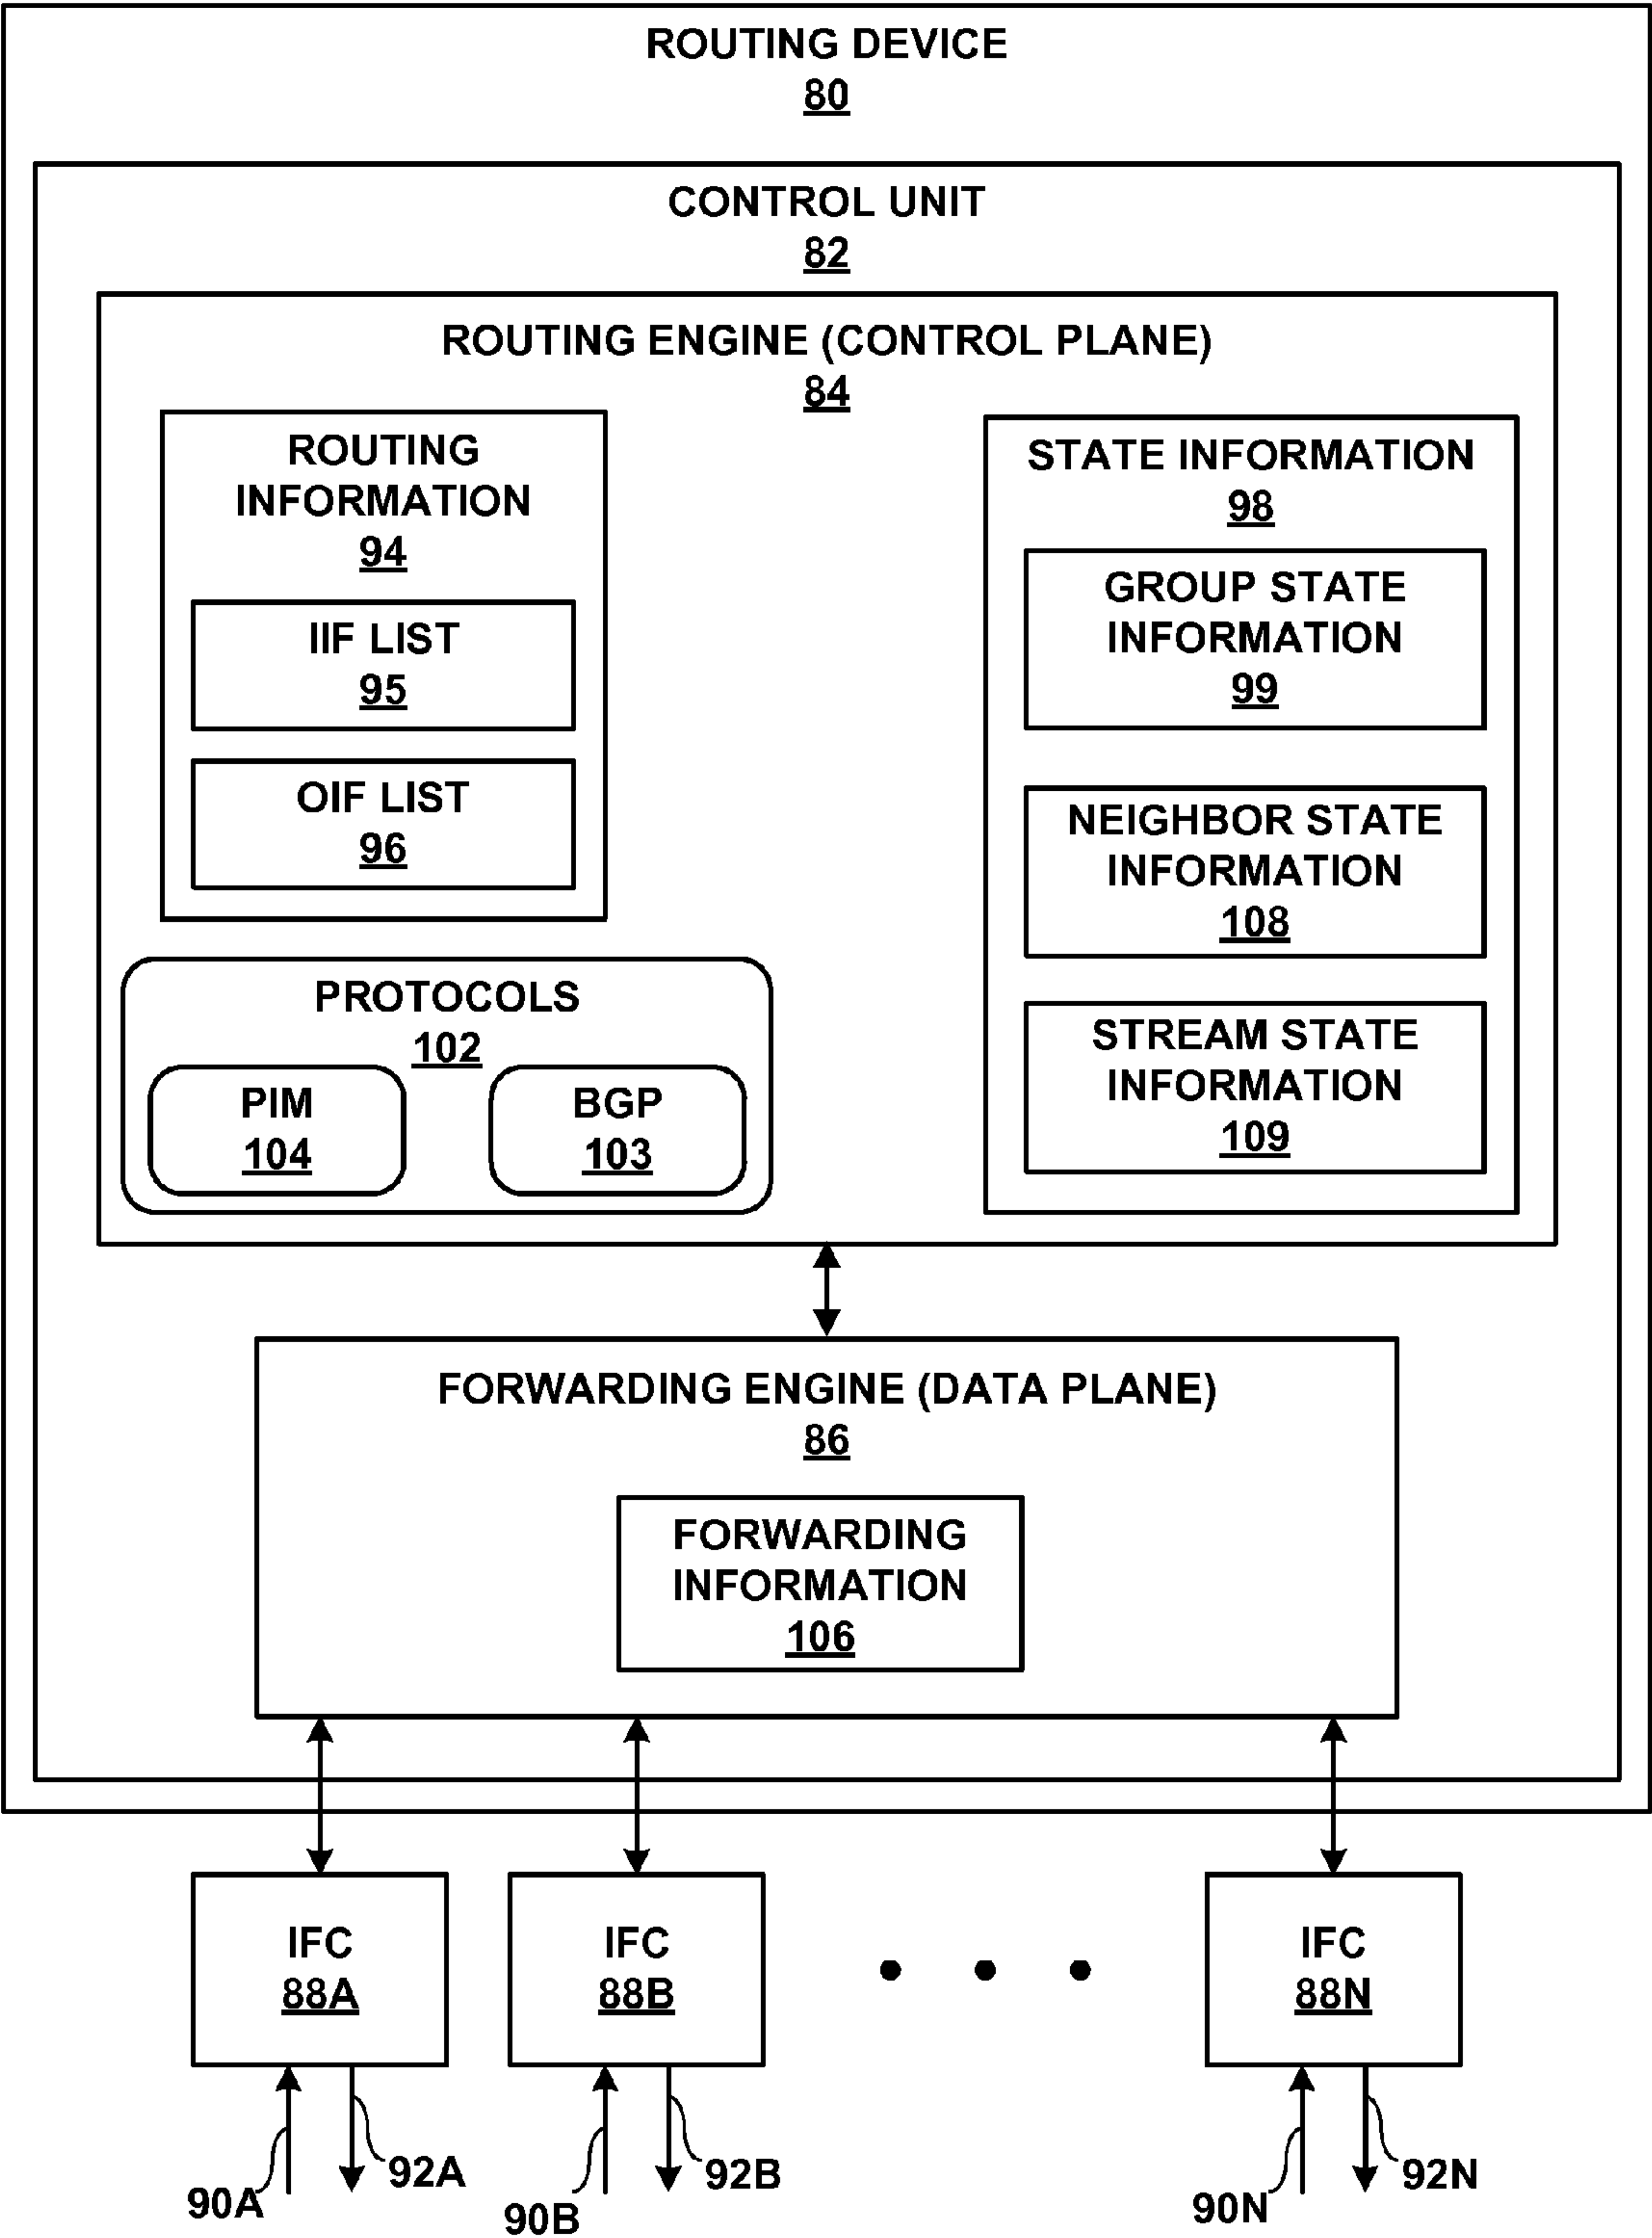 ROUTING DEVICE
80
CONTROL UNIT
82
ROUTING ENGINE (CONTROL PLANE)
84
ROUTING
INFORMATION
94
IIF LIST
95
OIF LIST
96
STATE INFORMATION
98
GROUP STATE
INFORMATION
99
NEIGHBOR STATE
INFORMATION
108
STREAM STATE
INFORMATION
109
PROTOCOLS
102
PIM
104
BGP
103
FORWARDING ENGINE (DATA PLANE)
86
FORWARDING
INFORMATION
106
IFC
88A
IFC
88B
IFC
88N
90A
92A
90B
92B
90N
92N